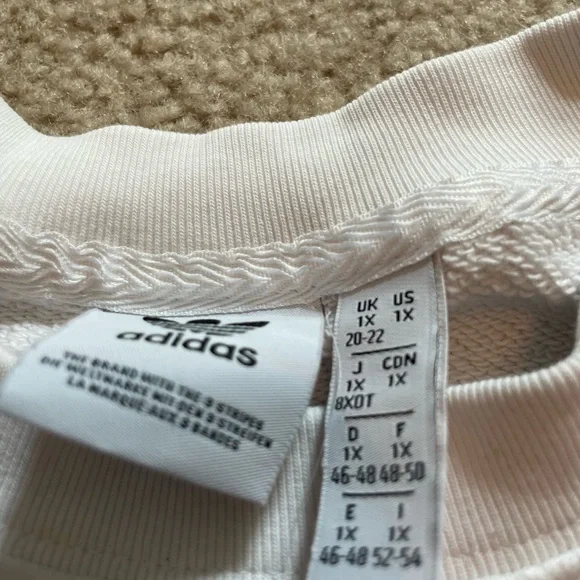 adidas
THE BRAND WITH THE 3 STRIPES
DIE WELTMARKE MIT DEN 3 STREIFEN
LA MARQUE AUX 3 BANDES
UK US
1X 1X
20-22
J CDN
1X 1X
8XOT
D F
1X 1X
46-48 48-50
E I
1X 1X
46-48 52-54